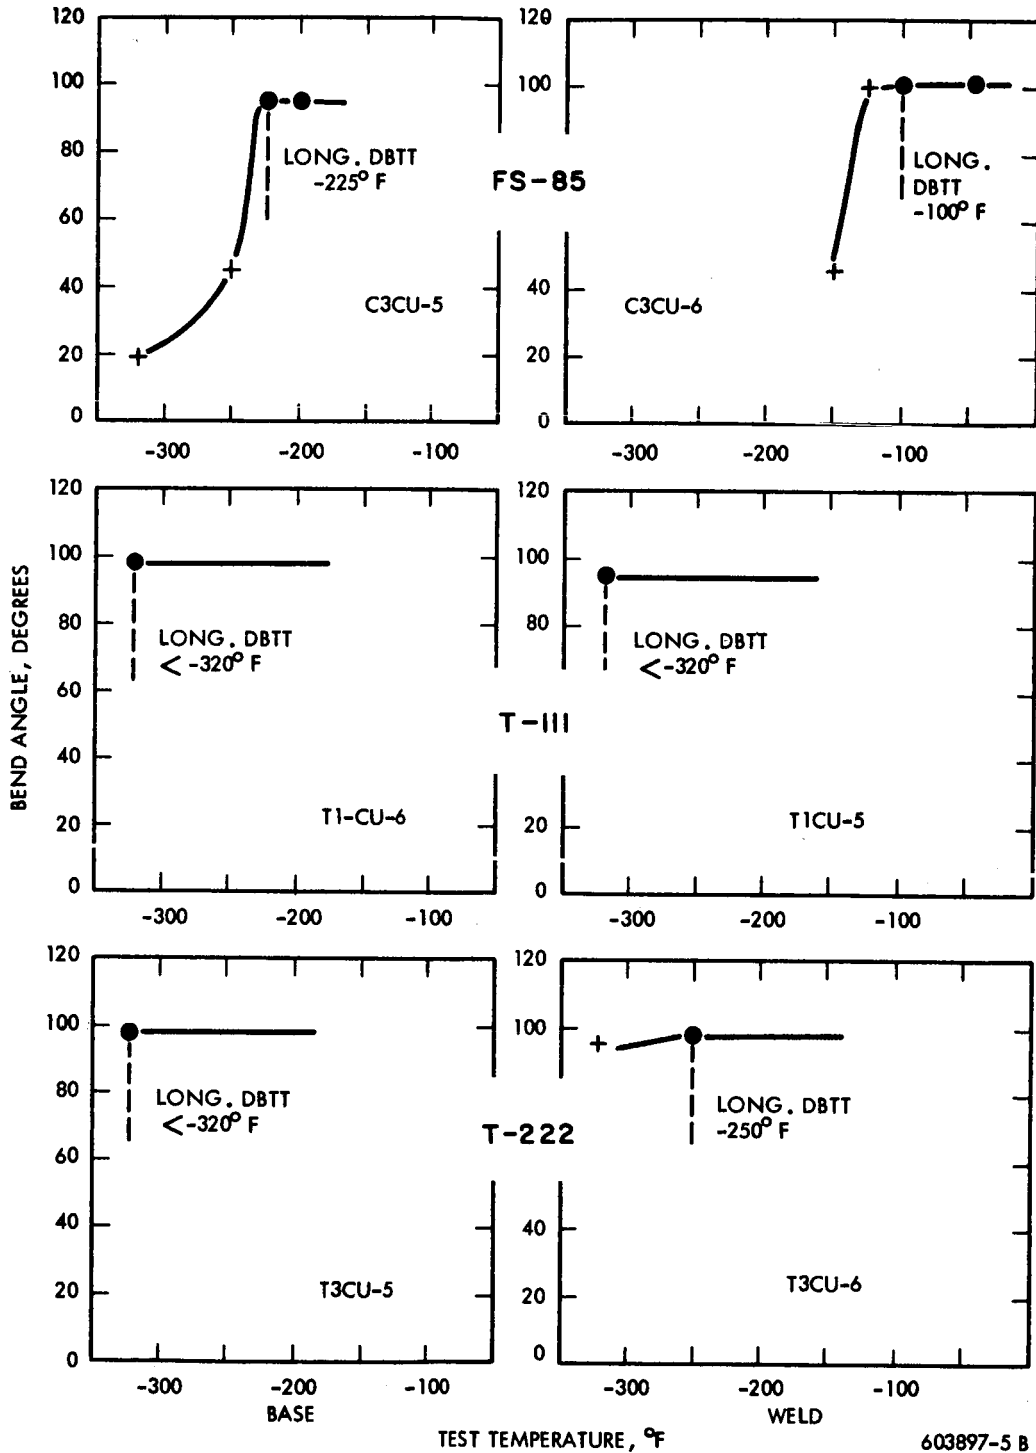 120
100
80
60
40
20
0
LONG. DBTT
-225° F
C3CU-5
-300
-200
-100
FS-85
120
100
80
60
40
20
0
LONG.
DBTT
-100° F
C3CU-6
-300
-200
-100
BEND ANGLE, DEGREES
120
100
80
60
40
20
0
LONG. DBTT
< -320° F
T1-CU-6
-300
-200
-100
T-111
120
100
80
20
0
LONG. DBTT
< -320° F
T1CU-5
-300
-200
-100
120
100
80
60
40
20
0
LONG. DBTT
< -320° F
T3CU-5
-300
-200
-100
BASE
T-222
120
100
40
20
0
LONG. DBTT
-250° F
T3CU-6
-300
-200
-100
WELD
TEST TEMPERATURE, °F
603897-5 B